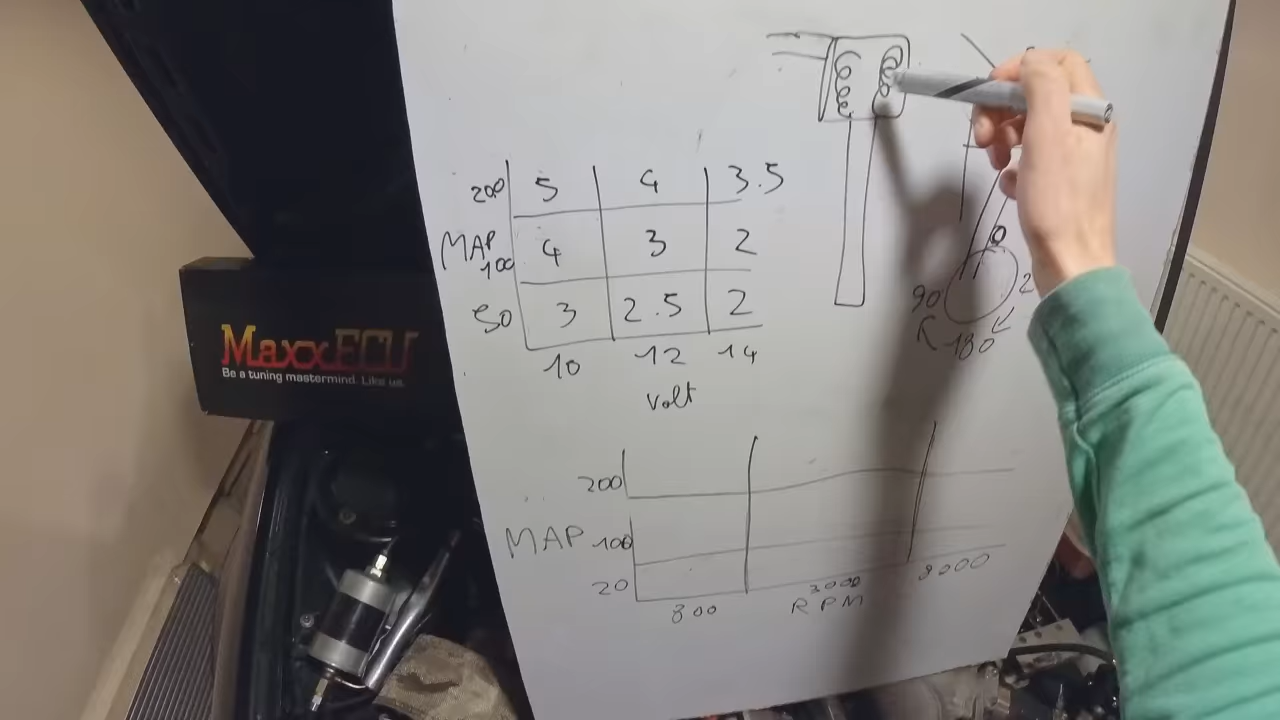 200 5 4 3.5
MAP 100 4 3 2
50 3 2.5 2
10 12 14
Volt
0
90 2
180
MaxxECU
Be a tuning mastermind. Like us.
200
MAP 100
20
800 3000 8000
RPM